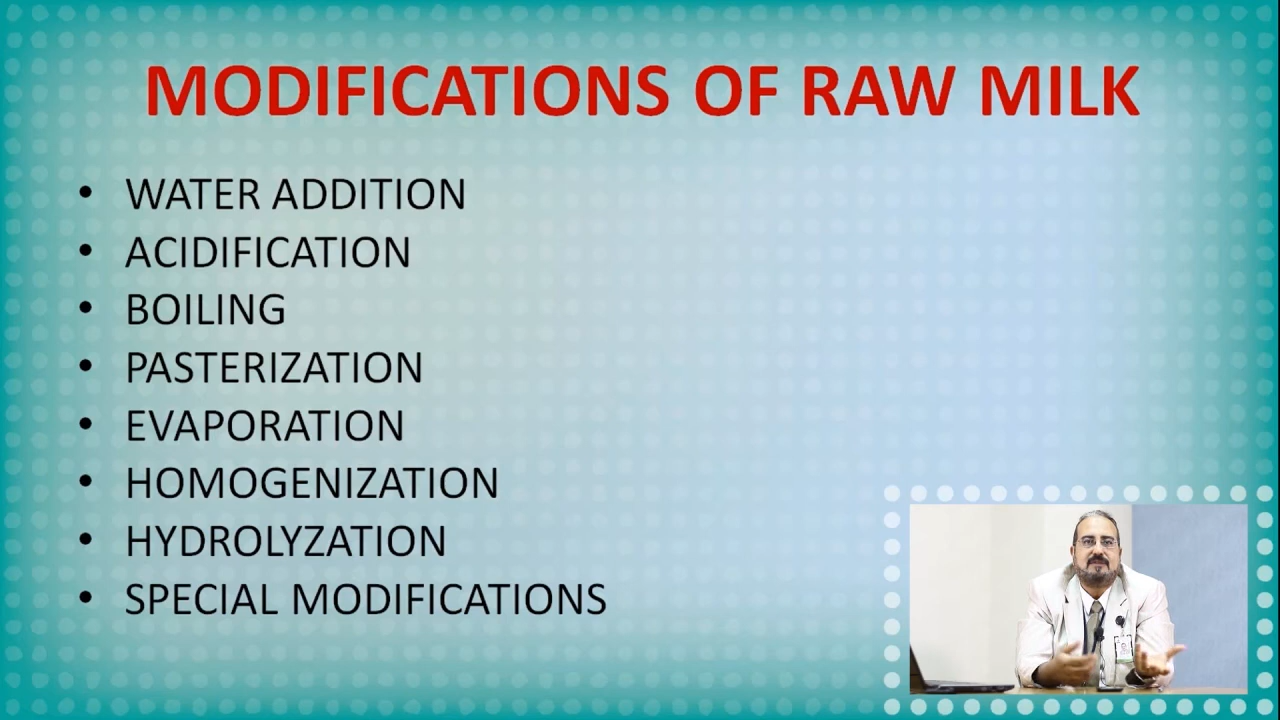 MODIFICATIONS OF RAW MILK
• WATER ADDITION
• ACIDIFICATION
• BOILING
• PASTERIZATION
• EVAPORATION
• HOMOGENIZATION
• HYDROLYZATION
• SPECIAL MODIFICATIONS